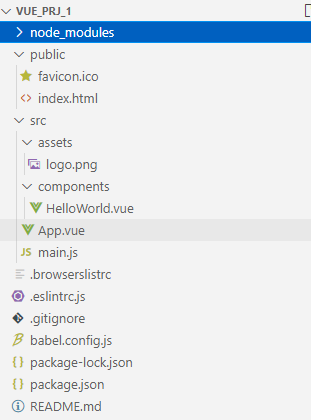 VUE_PRJ_1
node_modules
public
favicon.ico
<> index.html
src
assets
logo.png
components
HelloWorld.vue
App.vue
JS main.js
.browserslistrc
.eslintrc.js
.gitignore
babel.config.js
{} package-lock.json
{} package.json
README.md